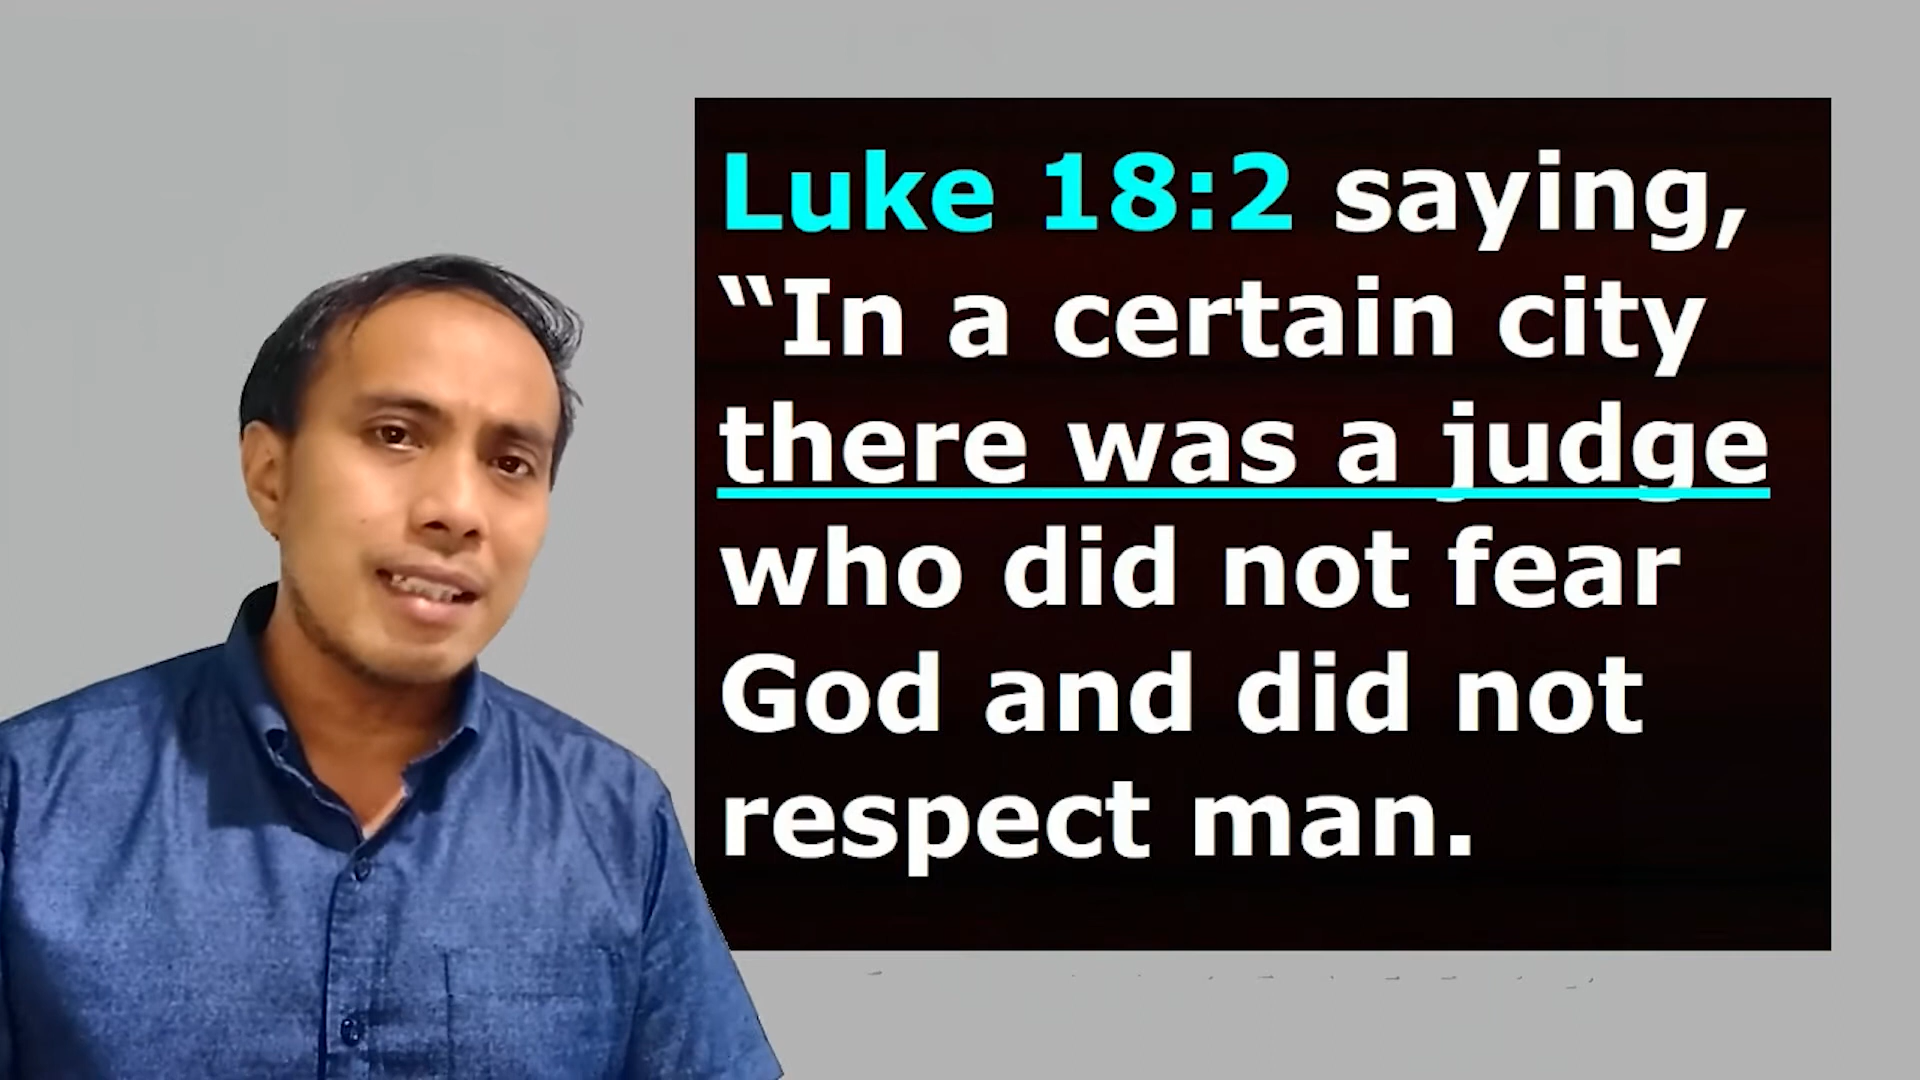 Luke 18:2 saying,
“In a certain city
there was a judge
who did not fear
God and did not
respect man.